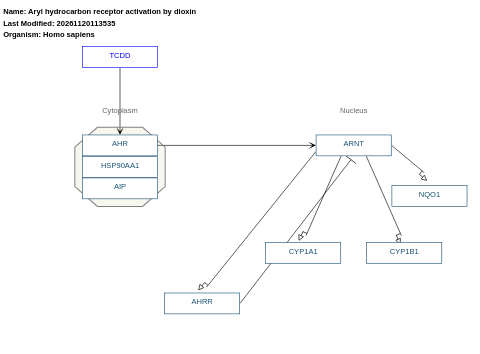 Name: Aryl hydrocarbon receptor activation by dioxin
Last Modified: 20261120113535
Organism: Homo sapiens
TCDD
Cytoplasm
Nucleus
AHR
ARNT
HSP90AA1
AIP
NQO1
CYP1A1
CYP1B1
AHRR